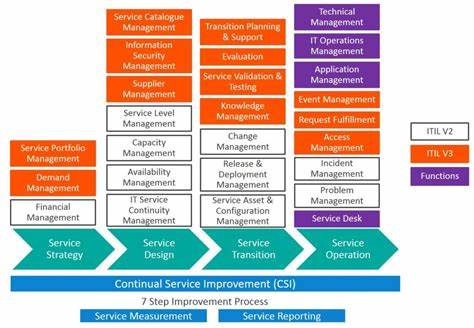 Service Portfolio
Management
Demand
Management
Financial
Management
Service Catalogue
Management
Information
Security
Management
Supplier
Management
Service Level
Management
Capacity
Management
Availability
Management
IT Service
Continuity
Management
Transition Planning
& Support
Evaluation
Service Validation &
Testing
Knowledge
Management
Change
Management
Release &
Deployment
Management
Service Asset &
Configuration
Management
Technical
Management
IT Operations
Management
Application
Management
Event Management
Request Fulfillment
Access
Management
Incident
Management
Problem
Management
Service Desk
ITIL V2
ITIL V3
Functions
Service
Strategy
Service
Design
Service
Transition
Service
Operation
Continual Service Improvement (CSI)
7 Step Improvement Process
Service Measurement
Service Reporting